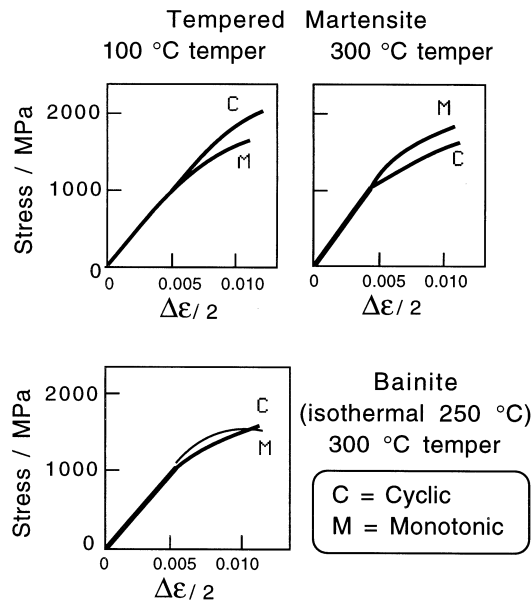 Tempered Martensite
100 °C temper
300 °C temper
Stress / MPa
2000
1000
0
C
M
0
0.005
0.010
Δε/ 2
M
C
0
0.005
0.010
Δε/ 2
Stress / MPa
2000
1000
0
C
M
0
0.005
0.010
Δε/ 2
Bainite
(isothermal 250 °C)
300 °C temper
C = Cyclic
M = Monotonic